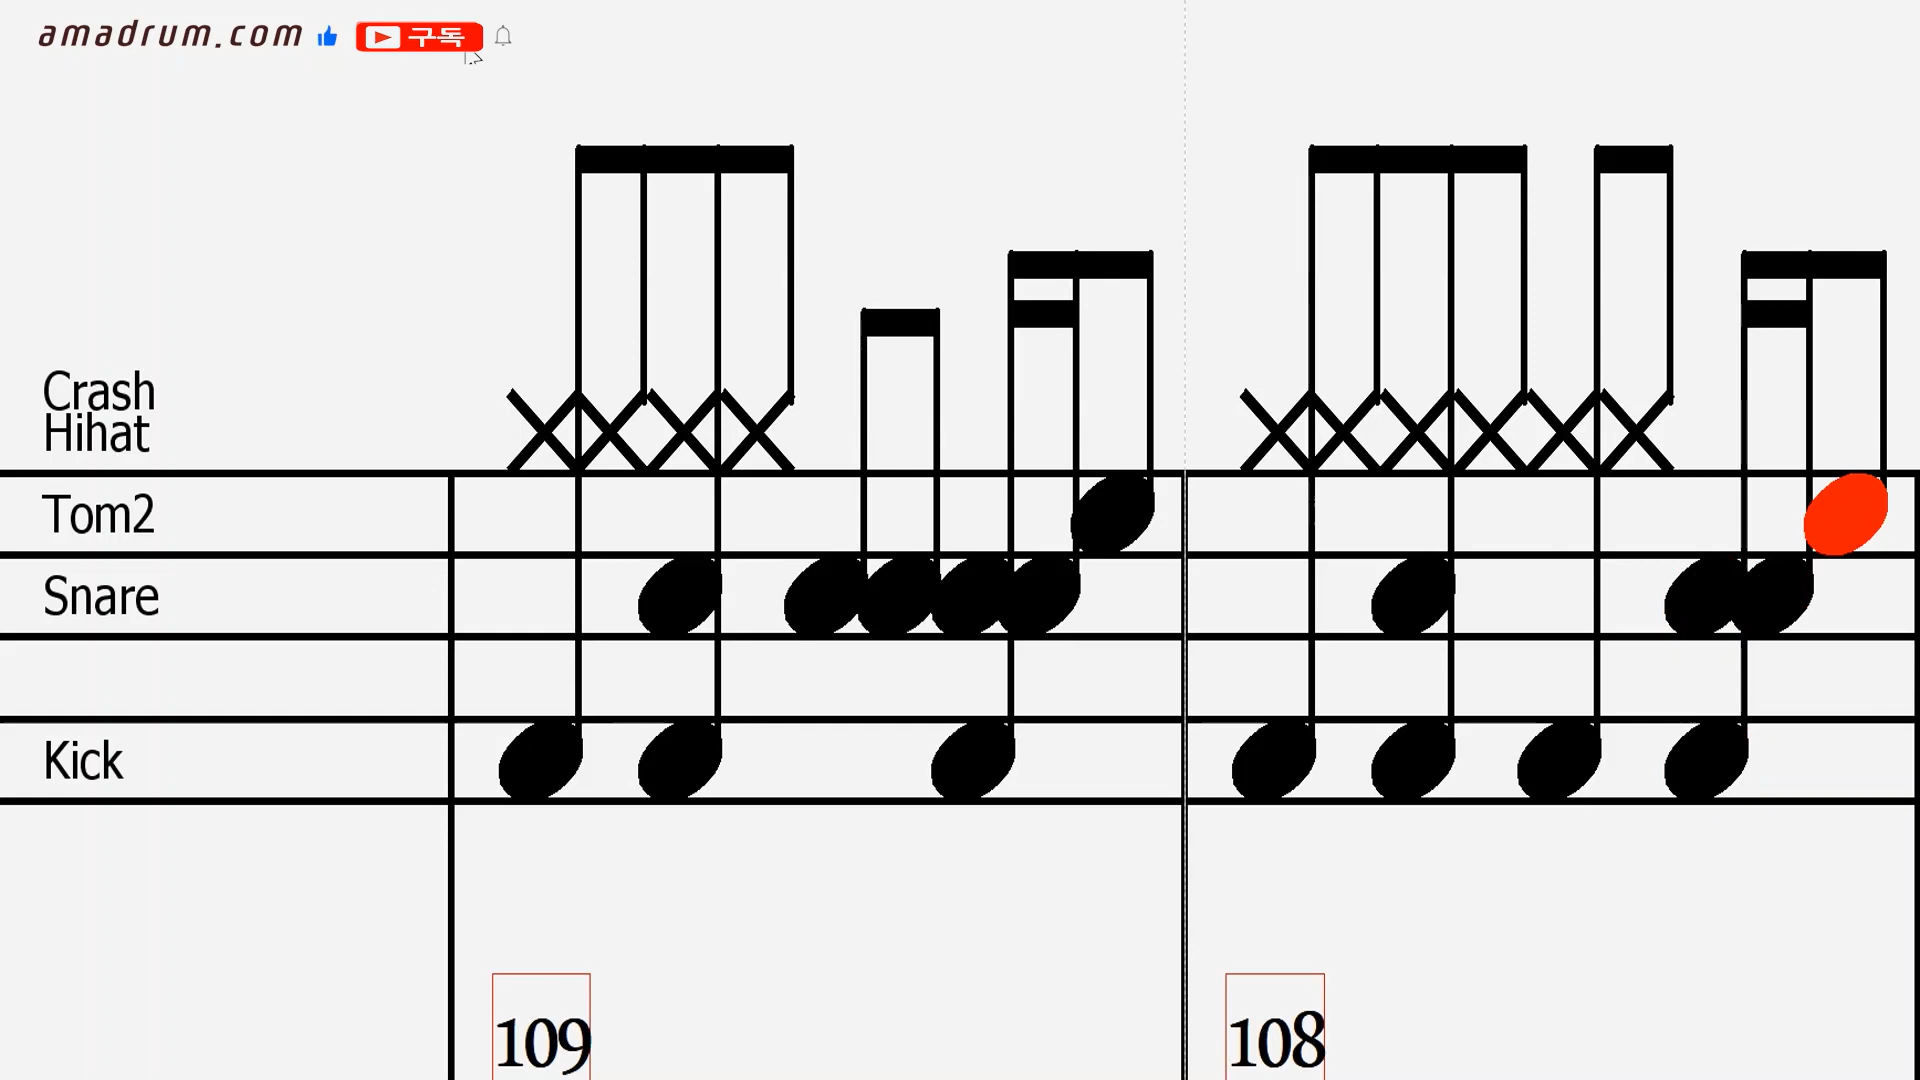 amadrum.com 구독
Crash
Hihat
Tom2
Snare
Kick
109 108